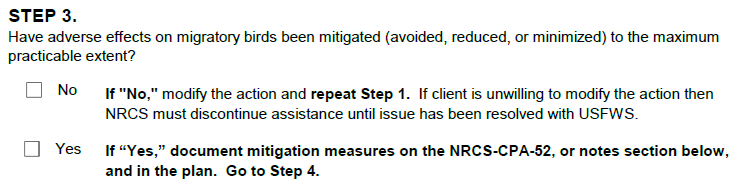 STEP 3.
Have adverse effects on migratory birds been mitigated (avoided, reduced, or minimized) to the maximum
practicable extent?
No If "No," modify the action and repeat Step 1. If client is unwilling to modify the action then
NRCS must discontinue assistance until issue has been resolved with USFWS.
Yes If “Yes,” document mitigation measures on the NRCS-CPA-52, or notes section below,
and in the plan. Go to Step 4.